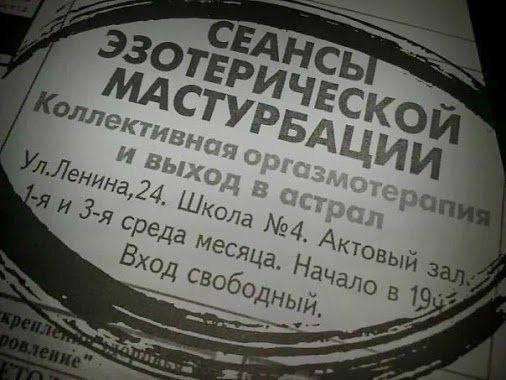 СЕАНСЫ
ЭЗОТЕРИЧЕСКОЙ
МАСТУРБАЦИИ
Коллективная оргазмотерапия
и выход в астрал
Ул.Ленина,24. Школа №4. Актовый зал.
1-я и 3-я среда месяца. Начало в 19ч.
Вход свободный.